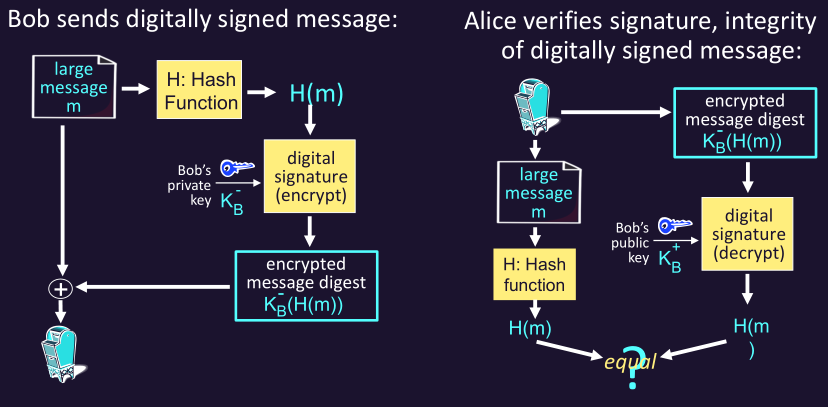 Bob sends digitally signed message:
large
message
m
H: Hash
Function
H(m)
Bob's
private
key
K_B^-
digital
signature
(encrypt)
encrypted
message digest
K_B^-(H(m))
+
Alice verifies signature, integrity
of digitally signed message:
encrypted
message digest
K_B^-(H(m))
large
message
m
H: Hash
function
H(m)
Bob's
public
key
K_B^+
digital
signature
(decrypt)
H(m
)
equal
?